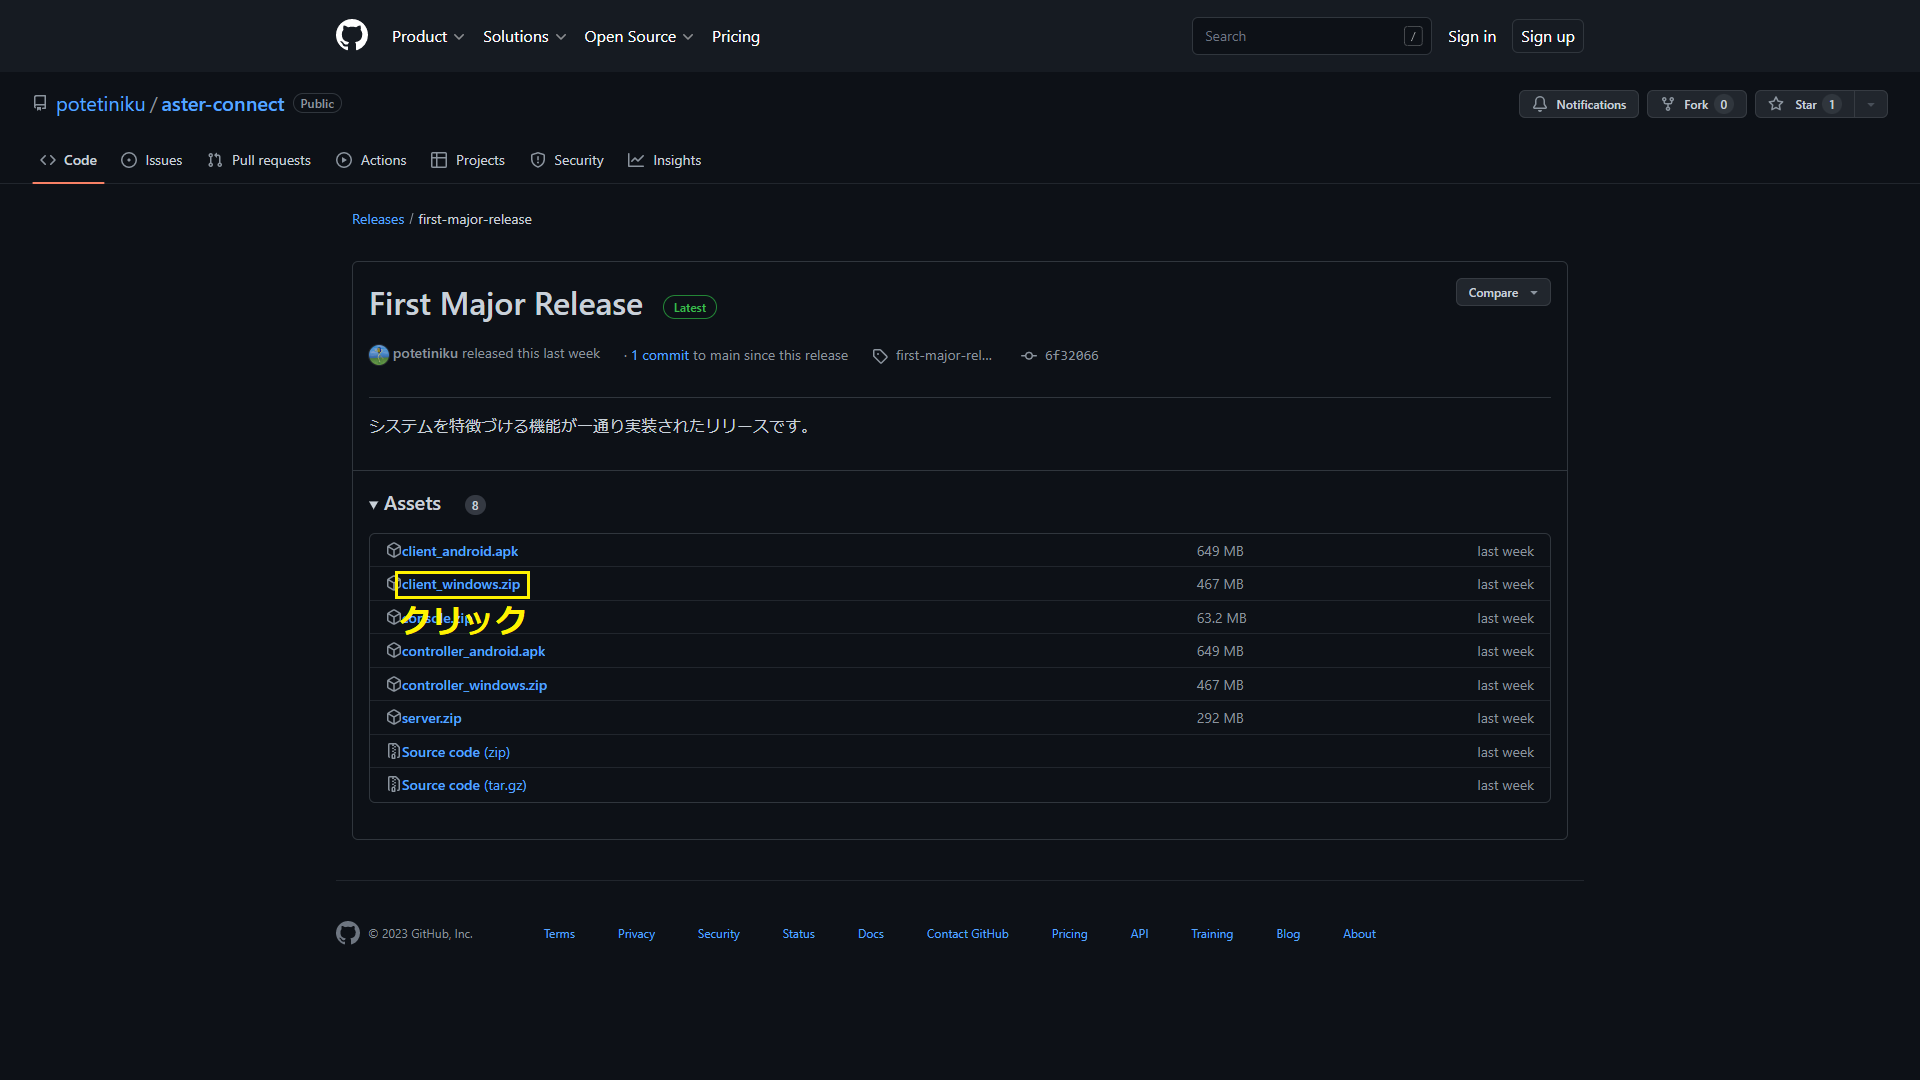 Product Solutions Open Source Pricing Search / Sign in Sign up
potetiniku / aster-connect Public Notifications Fork 0 Star 1
Code Issues Pull requests Actions Projects Security Insights
Releases / first-major-release
First Major Release Latest Compare
potetiniku released this last week · 1 commit to main since this release first-major-rel... 6f32066
システムを特徴づける機能が一通り実装されたリリースです。
Assets 8
client_android.apk 649 MB last week
client_windows.zip 467 MB last week
クリック
console.zip 63.2 MB last week
controller_android.apk 649 MB last week
controller_windows.zip 467 MB last week
server.zip 292 MB last week
Source code (zip) last week
Source code (tar.gz) last week
© 2023 GitHub, Inc. Terms Privacy Security Status Docs Contact GitHub Pricing API Training Blog About